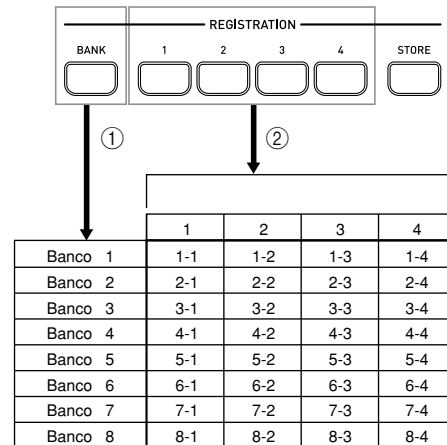 REGISTRATION
BANK 1 2 3 4 STORE
① ②
1 2 3 4
Banco 1 1-1 1-2 1-3 1-4
Banco 2 2-1 2-2 2-3 2-4
Banco 3 3-1 3-2 3-3 3-4
Banco 4 4-1 4-2 4-3 4-4
Banco 5 5-1 5-2 5-3 5-4
Banco 6 6-1 6-2 6-3 6-4
Banco 7 7-1 7-2 7-3 7-4
Banco 8 8-1 8-2 8-3 8-4